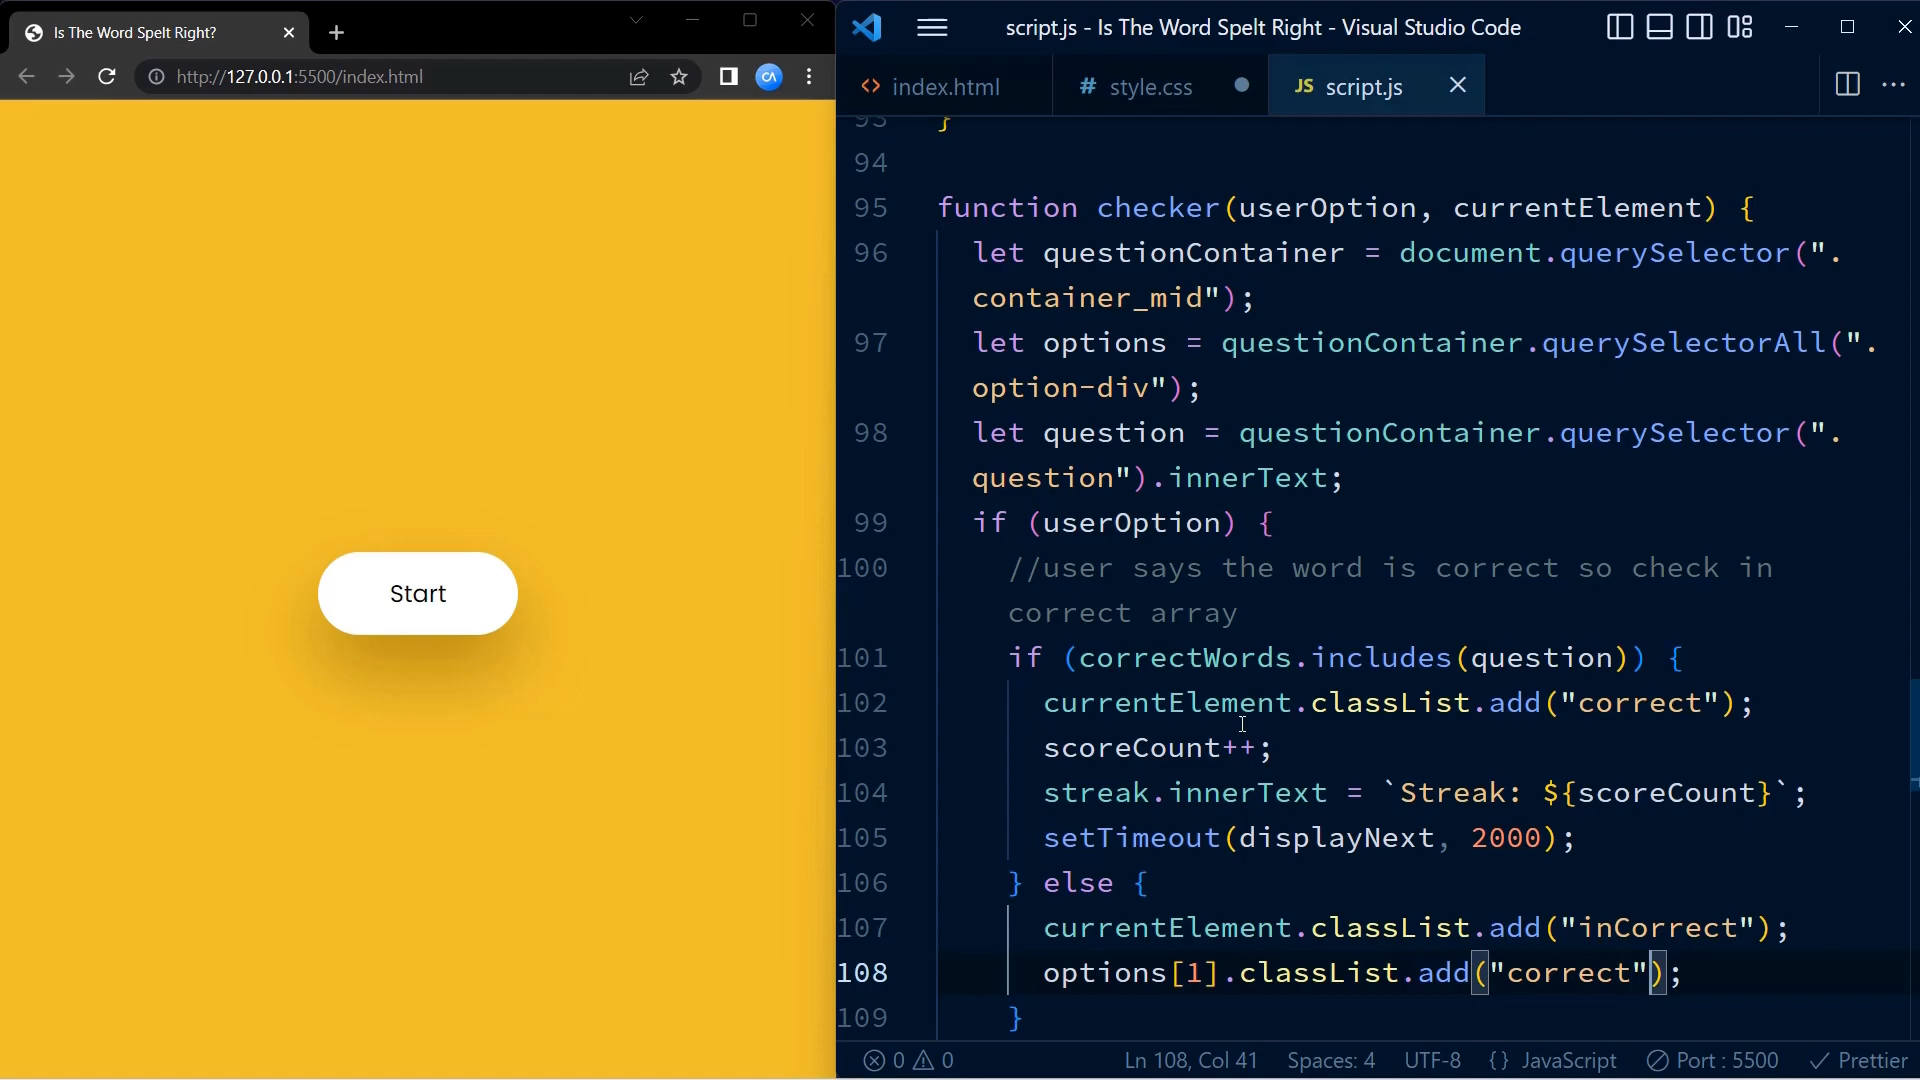 Is The Word Spelt Right?
http://127.0.0.1:5500/index.html
CA
Start
script.js - Is The Word Spelt Right - Visual Studio Code
<> index.html
# style.css
JS script.js
93 }
94
95 function checker(userOption, currentElement) {
96 let questionContainer = document.querySelector(".
container_mid");
97 let options = questionContainer.querySelectorAll(".
option-div");
98 let question = questionContainer.querySelector(".
question").innerText;
99 if (userOption) {
100 //user says the word is correct so check in
correct array
101 if (correctWords.includes(question)) {
102 currentElement.classList.add("correct");
103 scoreCount++;
104 streak.innerText = `Streak: ${scoreCount}`;
105 setTimeout(displayNext, 2000);
106 } else {
107 currentElement.classList.add("inCorrect");
108 options[1].classList.add("correct");
109 }
0 0 Ln 108, Col 41 Spaces: 4 UTF-8 {} JavaScript Port : 5500 Prettier